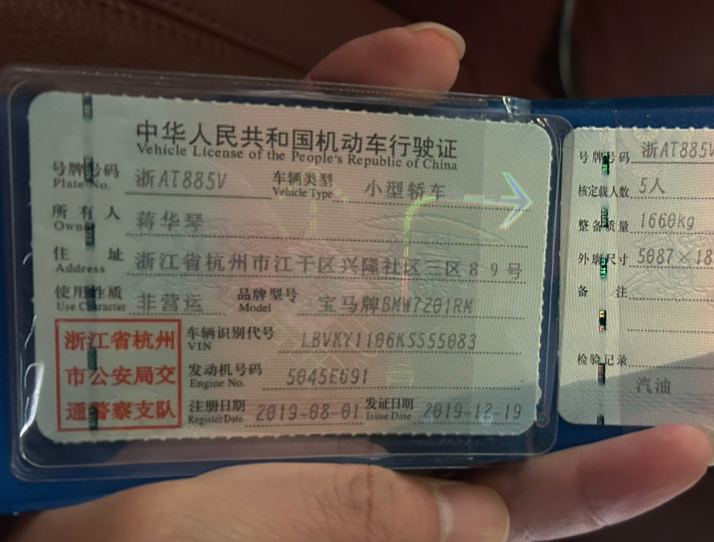 中华人民共和国机动车行驶证
Vehicle License of the People's Republic of China
号牌号码 浙AT885V 车辆类型 小型轿车
Plate No. Vehicle Type
所有人 蒋华琴
Owner
住址 浙江省杭州市江干区兴隆社区三区89号
Address
使用性质 非营运 品牌型号 宝马牌BMW7201RM
Use Character Model
浙江省杭州
市公安局交
通警察支队
车辆识别代号 LBVKY1106KSS55083
VIN
发动机号码 5045E691
Engine No.
注册日期 2019-08-01 发证日期 2019-12-19
Register Date Issue Date
号牌号码 浙AT885V
核定载人数 5人
整备质量 1660kg
外廓尺寸 5087×18
备注
检验记录
汽油